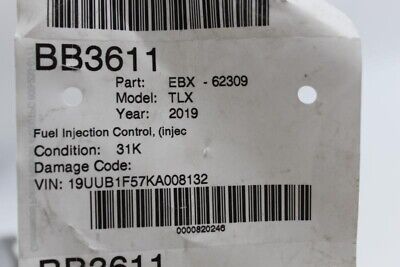 BB3611
Part: EBX - 62309
Model: TLX
Year: 2019
Fuel Injection Control, (injec
Condition: 31K
Damage Code:
VIN: 19UUB1F57KA008132
0000820246
BB3611